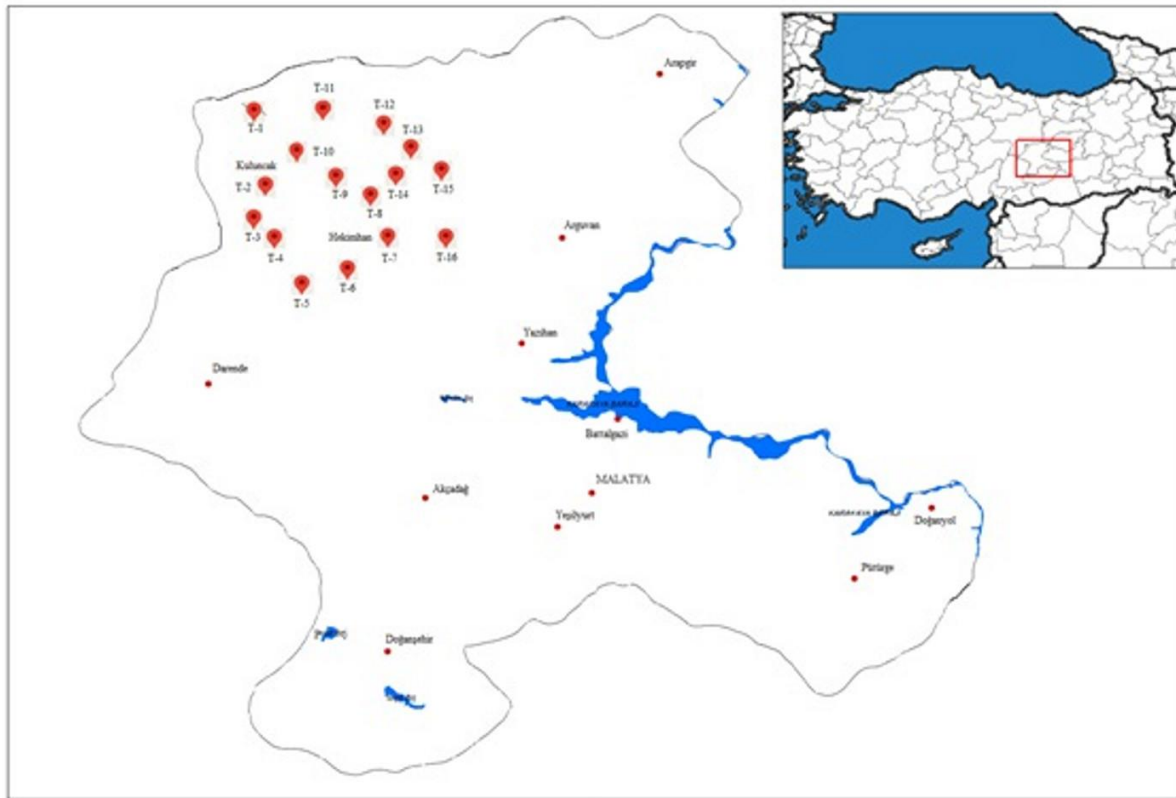 Arapgir
T-11
T-12
T-1
T-13
T-10
Kuluncak
T-2
T-9
T-14
T-15
T-8
T-3
Hekimhan
T-4
T-7
T-16
Arguvan
T-6
T-5
Yazıhan
Darende
Battalgazi
MALATYA
Akçadağ
Yeşilyurt
Doğanyol
Pütürge
Doğanşehir